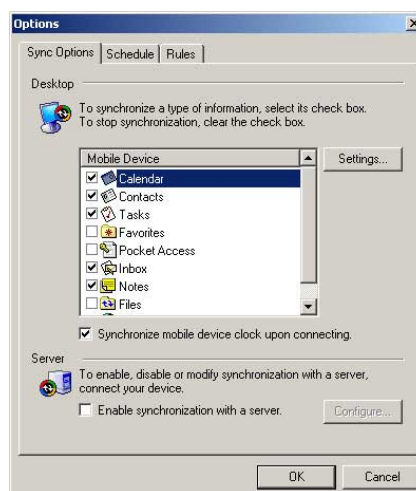 Options
Sync Options Schedule Rules
Desktop
To synchronize a type of information, select its check box.
To stop synchronization, clear the check box.
Mobile Device
Settings...
Calendar
Contacts
Tasks
Favorites
Pocket Access
Inbox
Notes
Files
Synchronize mobile device clock upon connecting.
Server
To enable, disable or modify synchronization with a server,
connect your device.
Enable synchronization with a server.
Configure...
OK Cancel